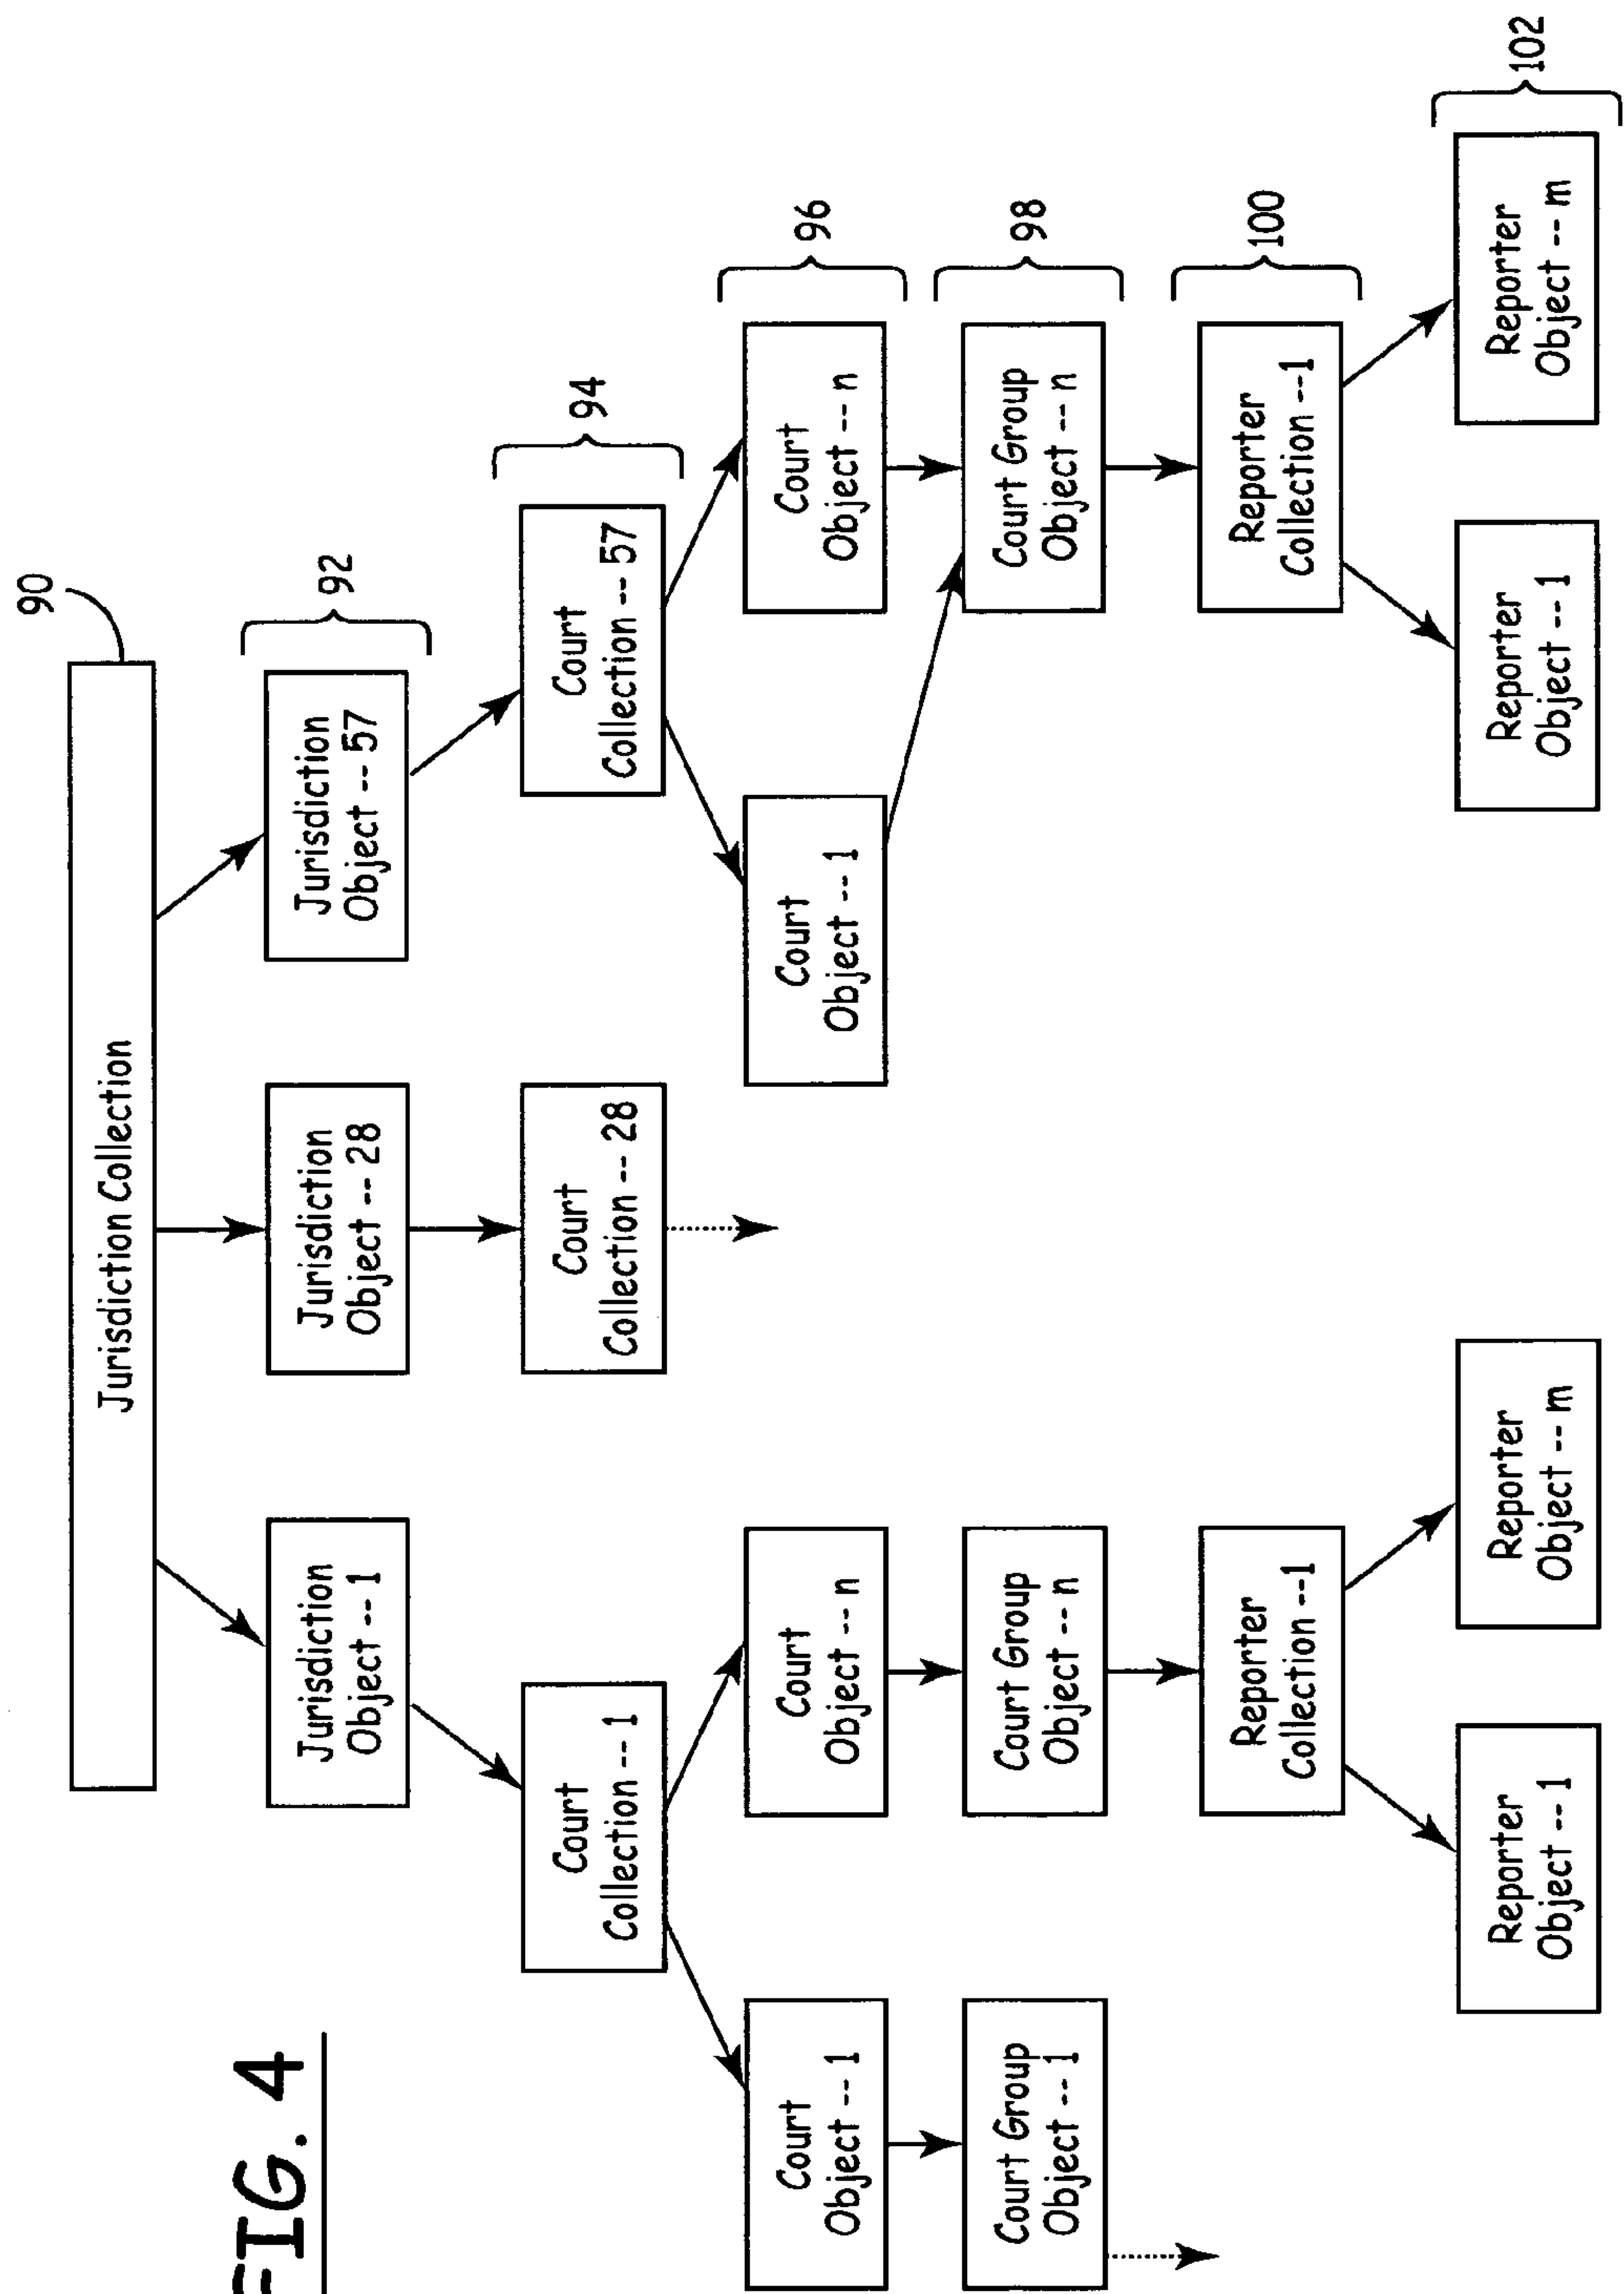 FIG. 4
90
Jurisdiction Collection
92
Jurisdiction
Object -- 1
Jurisdiction
Object -- 28
Jurisdiction
Object -- 57
94
Court
Collection -- 1
Court
Collection -- 28
Court
Collection -- 57
96
Court
Object -- 1
Court
Object -- n
Court
Object -- 1
Court
Object -- n
98
Court Group
Object -- 1
Court Group
Object -- n
Court Group
Object -- n
100
Reporter
Collection --1
Reporter
Collection --1
102
Reporter
Object -- 1
Reporter
Object -- m
Reporter
Object -- 1
Reporter
Object -- m